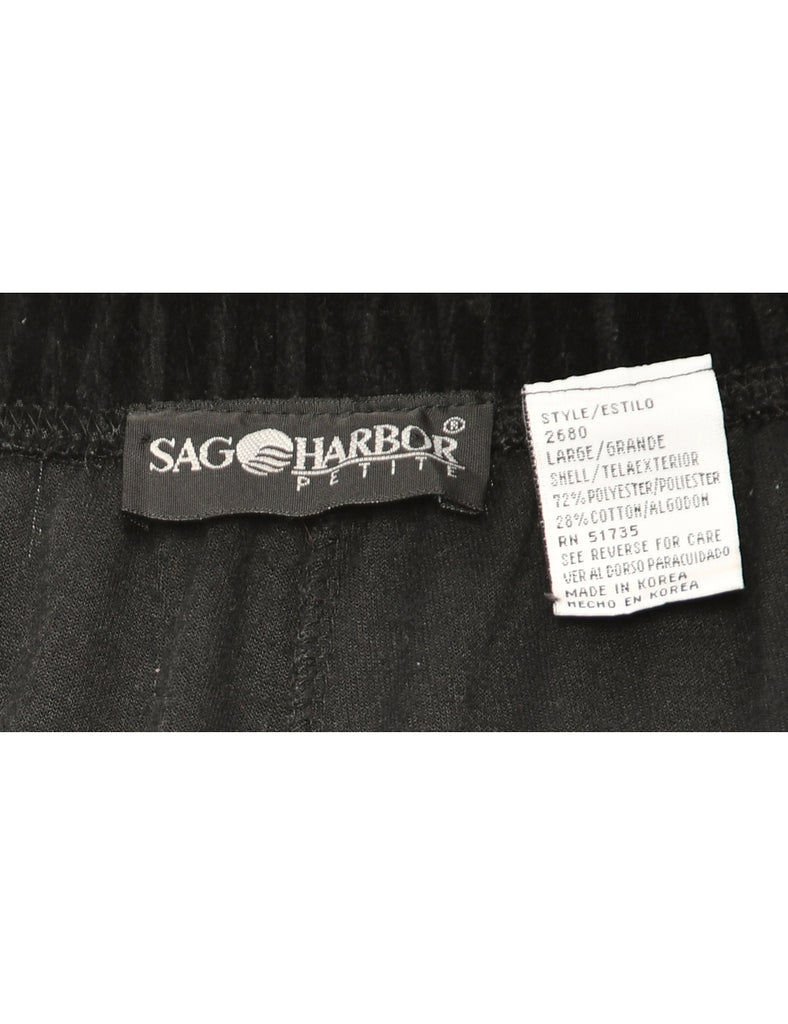 SAG HARBOR®
PETITE
STYLE/ESTILO
2680
LARGE/GRANDE
SHELL/TELAEXTERIOR
72%POLYESTER/POLIESTER
28%COTTON/ALGODON
RN 51735
SEE REVERSE FOR CARE
VER AL DORSO PARACUIDADO
MADE IN KOREA
HECHO EN KOREA